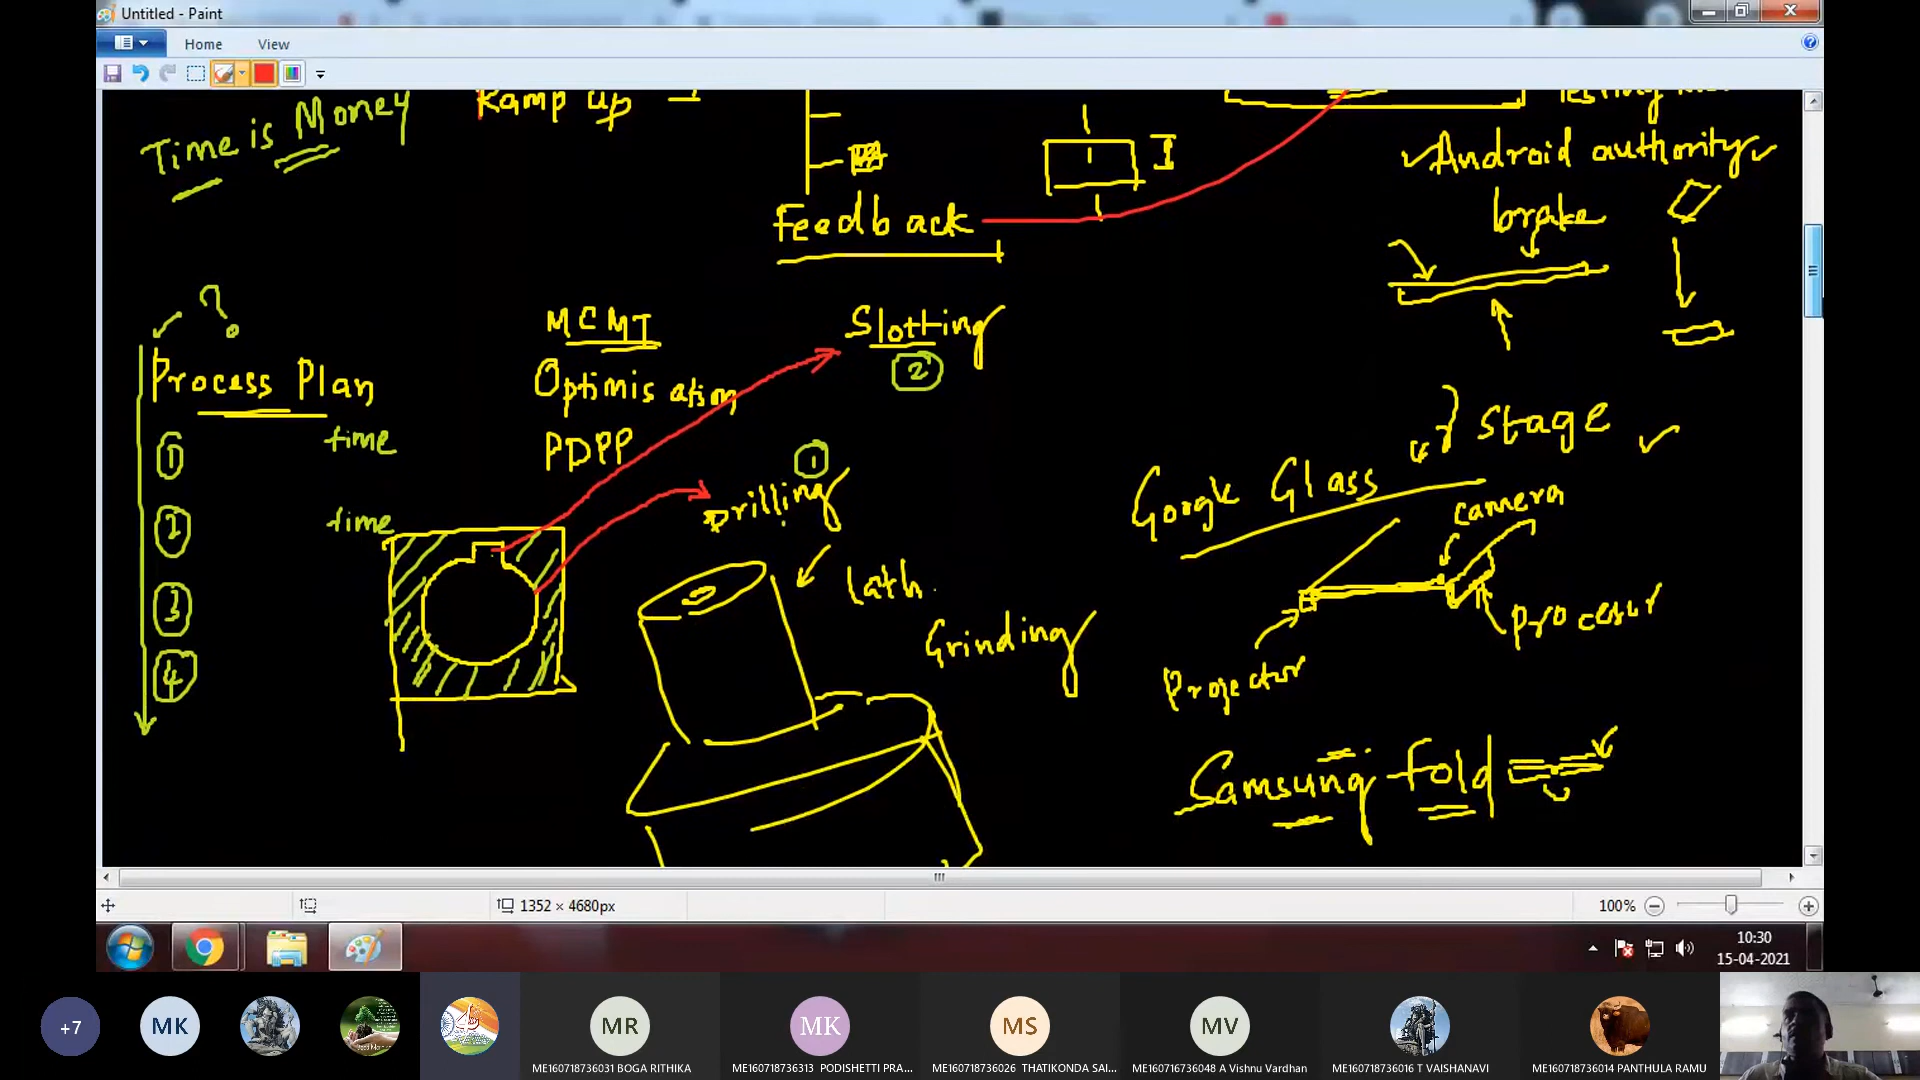 Untitled - Paint
Home View
Time is Money
Ramp up
Feedback
Android authority
brake
?
Process Plan
1 time
2 time
3
4
MCMT
Optimisation
PDPP
Slotting
2
1
Drilling
Lath
Grinding
Stage
Google Glass
camera
Processor
Projector
Samsung Fold
1352 × 4680px
100%
10:30
15-04-2021
+7
MK
MR
MK
MS
MV
ME160718736031 BOGA RITHIKA
ME160718736313 PODISHETTI PRA...
ME160718736026 THATIKONDA SAI...
ME160716736048 A Vishnu Vardhan
ME160718736016 T VAISHANAVI
ME160718736014 PANTHULA RAMU